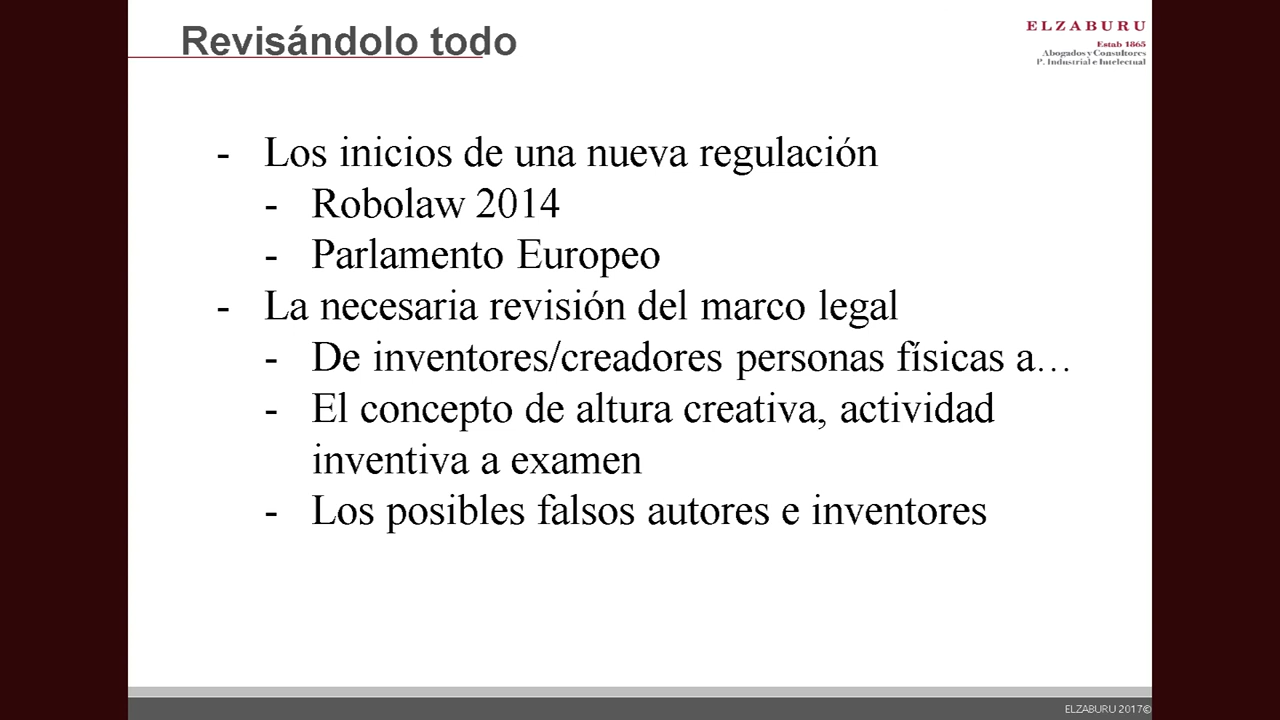 Revisándolo todo
ELZABURU
Estab 1865
Abogados y Consultores
P. Industrial e Intelectual
- Los inicios de una nueva regulación
- Robolaw 2014
- Parlamento Europeo
- La necesaria revisión del marco legal
- De inventores/creadores personas físicas a…
- El concepto de altura creativa, actividad
inventiva a examen
- Los posibles falsos autores e inventores
ELZABURU 2017©